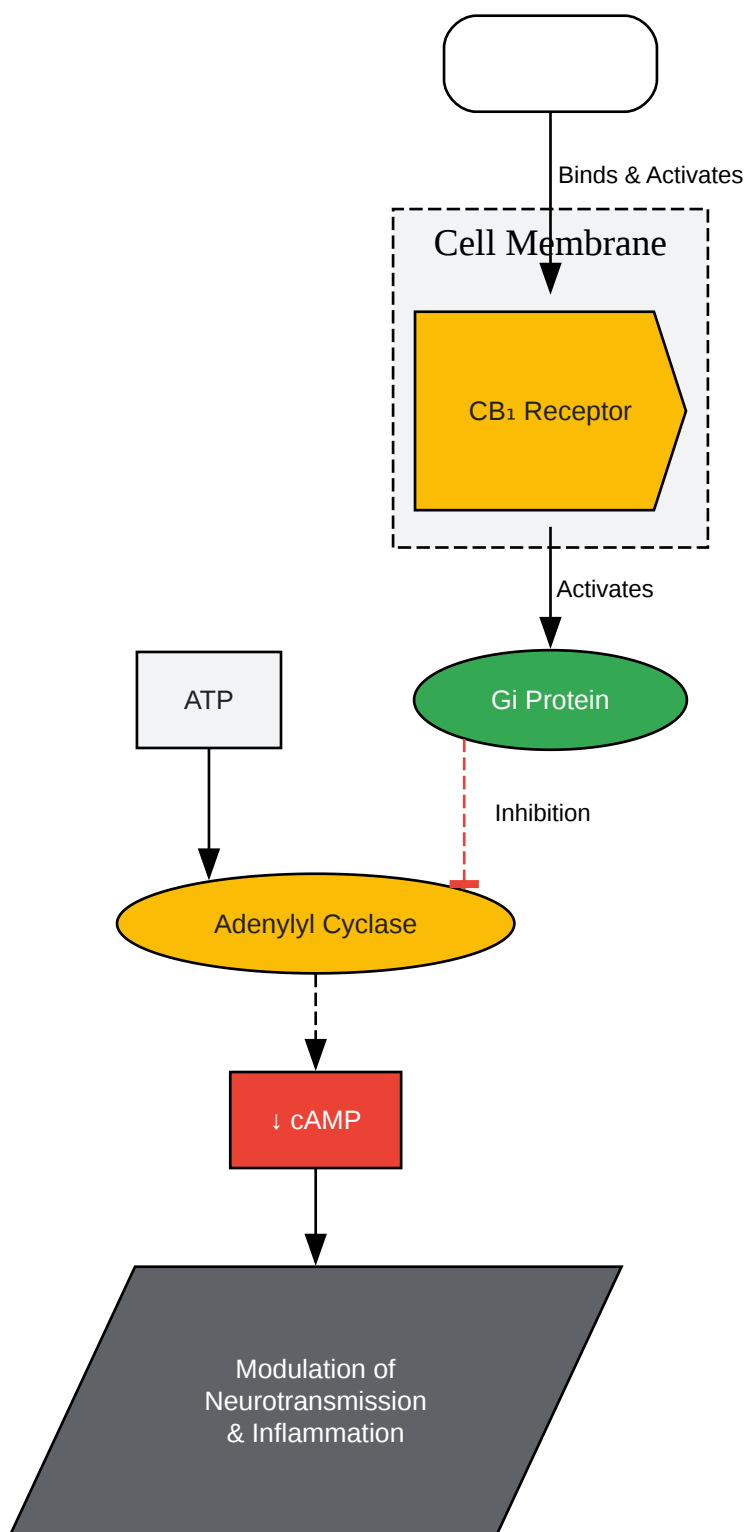 Binds & Activates
Cell Membrane
CB₁ Receptor
Activates
ATP
Gi Protein
Inhibition
Adenylyl Cyclase
↓ cAMP
Modulation of
Neurotransmission
& Inflammation